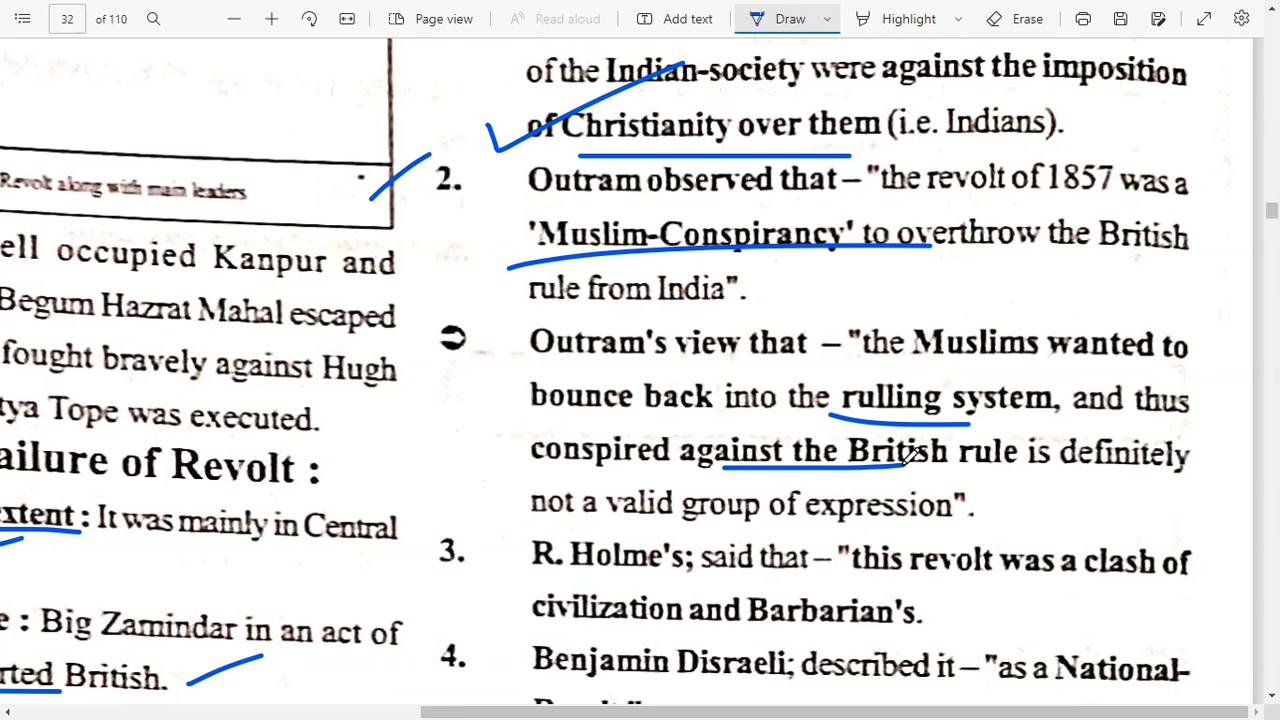 32 of 110
Page view
Read aloud
Add text
Draw
Highlight
Erase
Revolt along with main leaders
ell occupied Kanpur and
Begum Hazrat Mahal escaped
fought bravely against Hugh
tya Tope was executed.
ailure of Revolt :
extent : It was mainly in Central
e : Big Zamindar in an act of
rted British.
of the Indian-society were against the imposition
of Christianity over them (i.e. Indians).
2. Outram observed that – "the revolt of 1857 was a
'Muslim-Conspirancy' to overthrow the British
rule from India".
Outram's view that – "the Muslims wanted to
bounce back into the rulling system, and thus
conspired against the British rule is definitely
not a valid group of expression".
3. R. Holme's; said that – "this revolt was a clash of
civilization and Barbarian's.
4. Benjamin Disraeli; described it – "as a National-